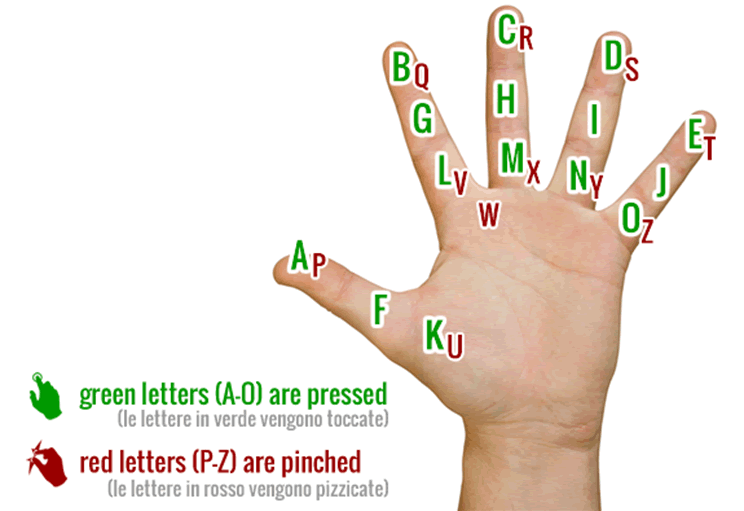 C R
D S
B Q
H
G
E T
I
M X
L V
N Y
J
W
O Z
A P
F
K U
green letters (A-O) are pressed
(le lettere in verde vengono toccate)
red letters (P-Z) are pinched
(le lettere in rosso vengono pizzicate)